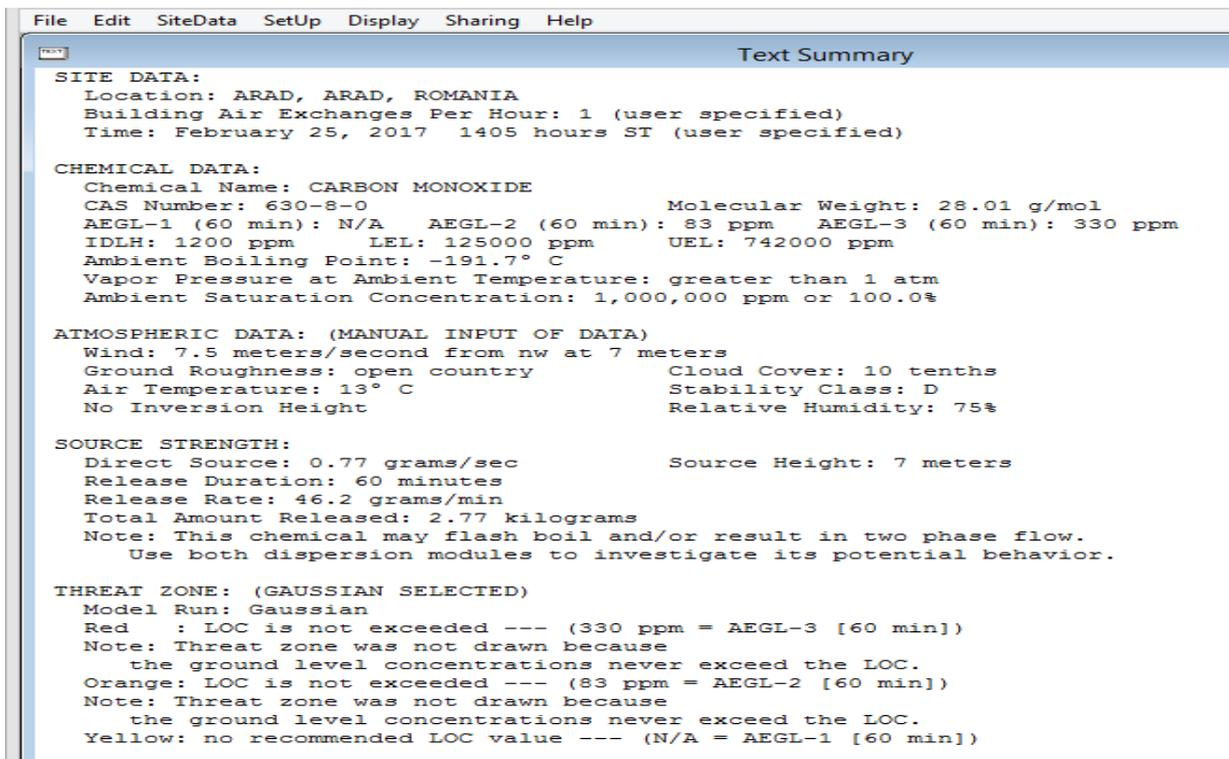 File Edit SiteData SetUp Display Sharing Help
TEXT
Text Summary
SITE DATA:
Location: ARAD, ARAD, ROMANIA
Building Air Exchanges Per Hour: 1 (user specified)
Time: February 25, 2017 1405 hours ST (user specified)
CHEMICAL DATA:
Chemical Name: CARBON MONOXIDE
CAS Number: 630-8-0 Molecular Weight: 28.01 g/mol
AEGL-1 (60 min): N/A AEGL-2 (60 min): 83 ppm AEGL-3 (60 min): 330 ppm
IDLH: 1200 ppm LEL: 125000 ppm UEL: 742000 ppm
Ambient Boiling Point: -191.7° C
Vapor Pressure at Ambient Temperature: greater than 1 atm
Ambient Saturation Concentration: 1,000,000 ppm or 100.0%
ATMOSPHERIC DATA: (MANUAL INPUT OF DATA)
Wind: 7.5 meters/second from nw at 7 meters
Ground Roughness: open country Cloud Cover: 10 tenths
Air Temperature: 13° C Stability Class: D
No Inversion Height Relative Humidity: 75%
SOURCE STRENGTH:
Direct Source: 0.77 grams/sec Source Height: 7 meters
Release Duration: 60 minutes
Release Rate: 46.2 grams/min
Total Amount Released: 2.77 kilograms
Note: This chemical may flash boil and/or result in two phase flow.
Use both dispersion modules to investigate its potential behavior.
THREAT ZONE: (GAUSSIAN SELECTED)
Model Run: Gaussian
Red : LOC is not exceeded --- (330 ppm = AEGL-3 [60 min])
Note: Threat zone was not drawn because
the ground level concentrations never exceed the LOC.
Orange: LOC is not exceeded --- (83 ppm = AEGL-2 [60 min])
Note: Threat zone was not drawn because
the ground level concentrations never exceed the LOC.
Yellow: no recommended LOC value --- (N/A = AEGL-1 [60 min])